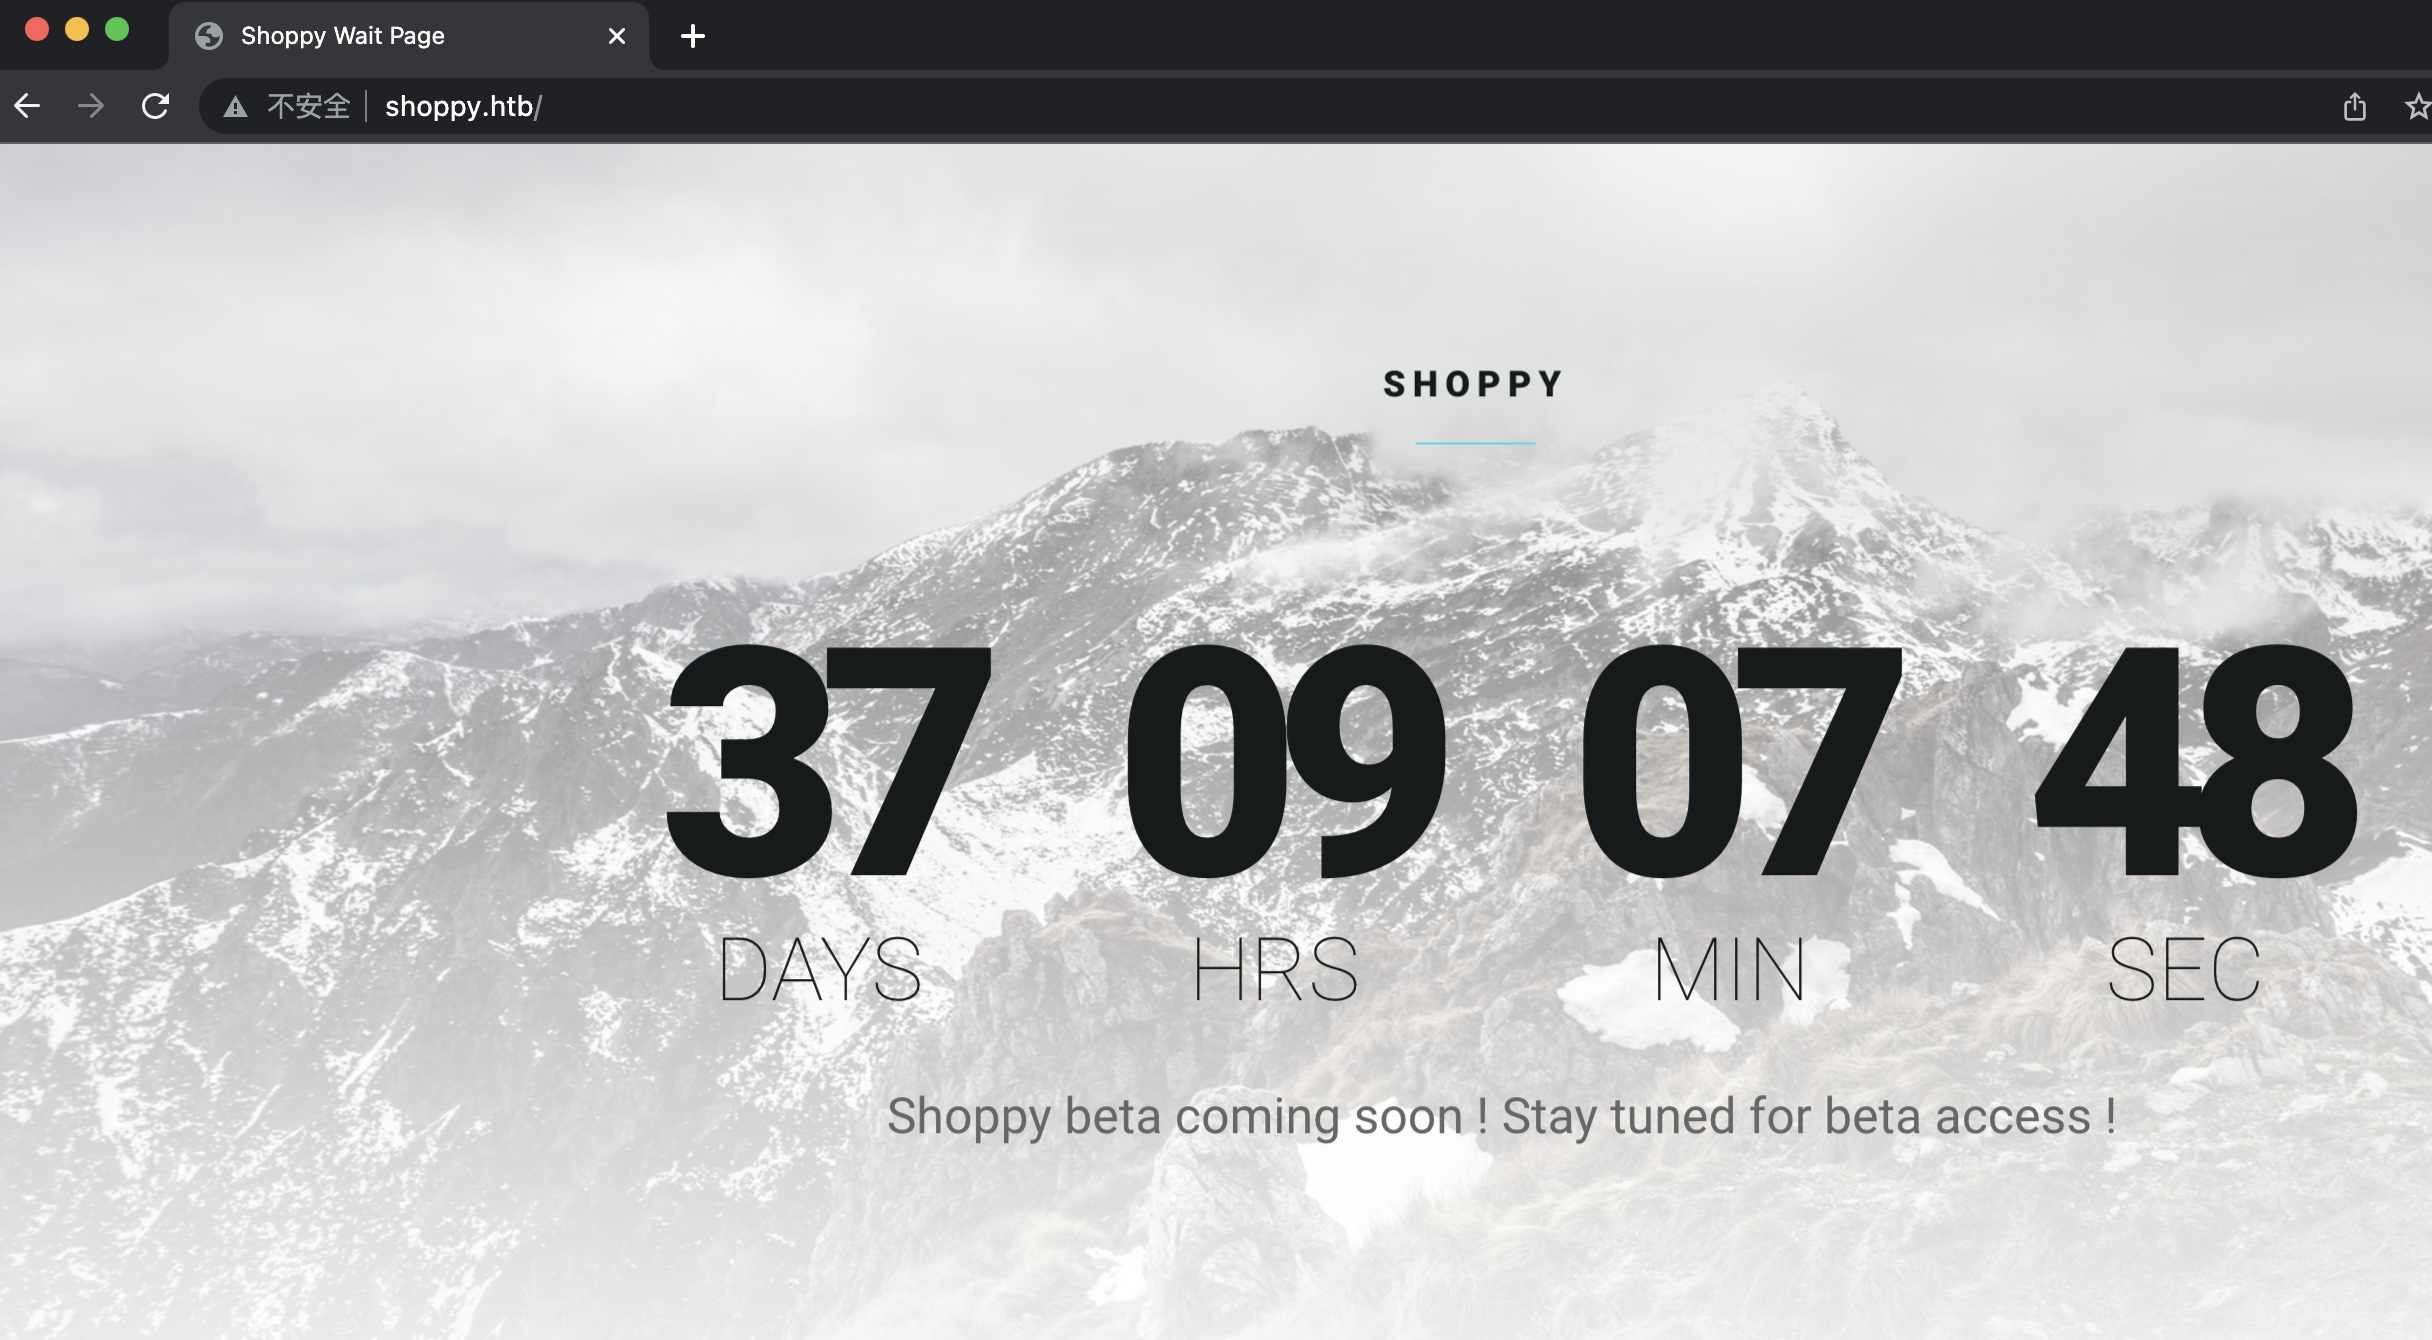 Shoppy Wait Page
不安全 shoppy.htb/
SHOPPY
37 09 07 48
DAYS HRS MIN SEC
Shoppy beta coming soon ! Stay tuned for beta access !